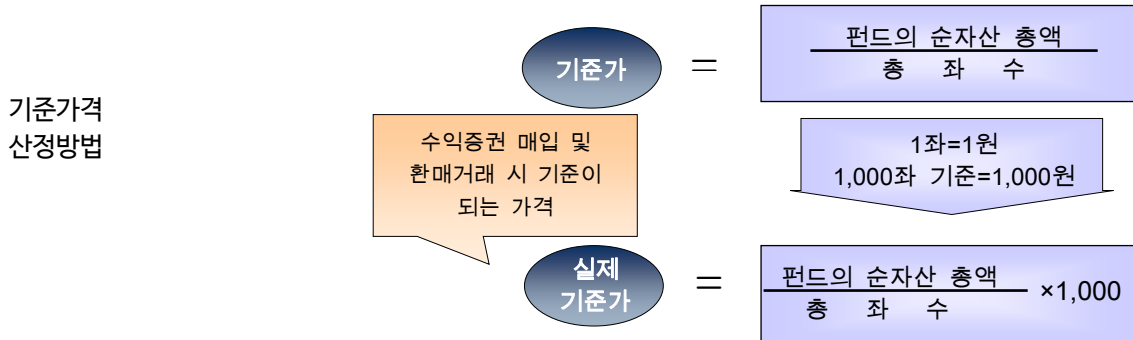 기준가격
산정방법
기준가
=
펀드의 순자산 총액
총 좌 수
수익증권 매입 및
환매거래 시 기준이
되는 가격
1좌=1원
1,000좌 기준=1,000원
실제
기준가
=
펀드의 순자산 총액
총 좌 수
×1,000